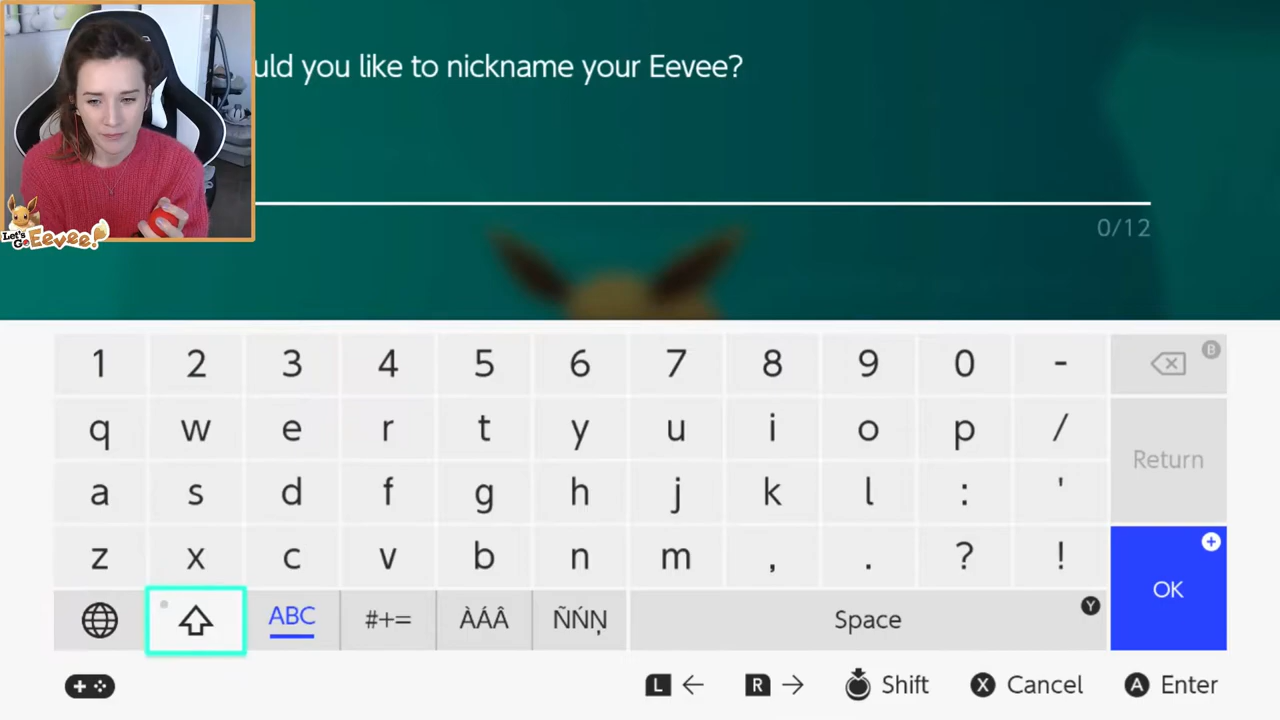 uld you like to nickname your Eevee?
0/12
Let's Go Eevee!
1 2 3 4 5 6 7 8 9 0 - B
q w e r t y u i o p / Return
a s d f g h j k l : '
z x c v b n m , . ? ! +
ABC #+= ÀÁÂ ÑŃŅ Space Y OK
L ← R → Shift X Cancel A Enter